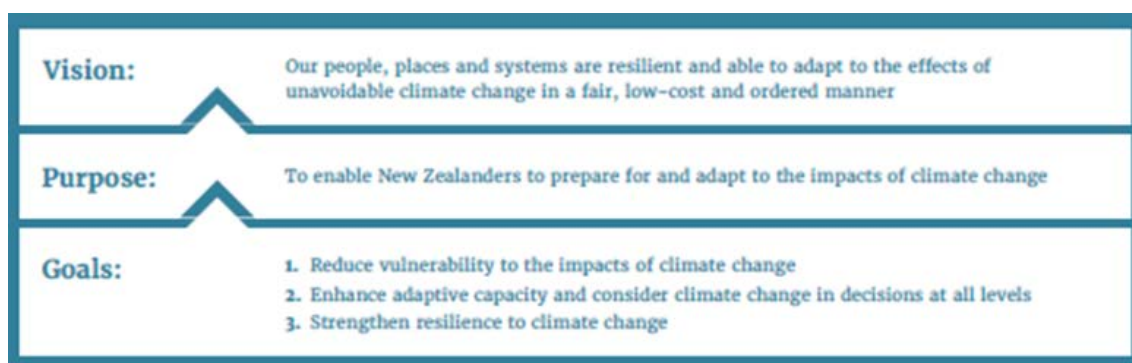 Vision:
Our people, places and systems are resilient and able to adapt to the effects of
unavoidable climate change in a fair, low-cost and ordered manner
Purpose:
To enable New Zealanders to prepare for and adapt to the impacts of climate change
Goals:
1. Reduce vulnerability to the impacts of climate change
2. Enhance adaptive capacity and consider climate change in decisions at all levels
3. Strengthen resilience to climate change